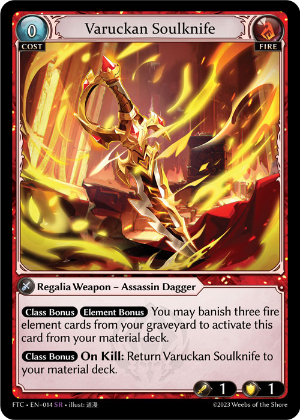 0
Varuckan Soulknife
COST
FIRE
Regalia Weapon – Assassin Dagger
Class Bonus Element Bonus You may banish three fire
element cards from your graveyard to activate this
card from your material deck.
Class Bonus On Kill: Return Varuckan Soulknife to
your material deck.
1 1
FTC • EN-014 SR • illust: 道濤
©2023 Weebs of the Shore